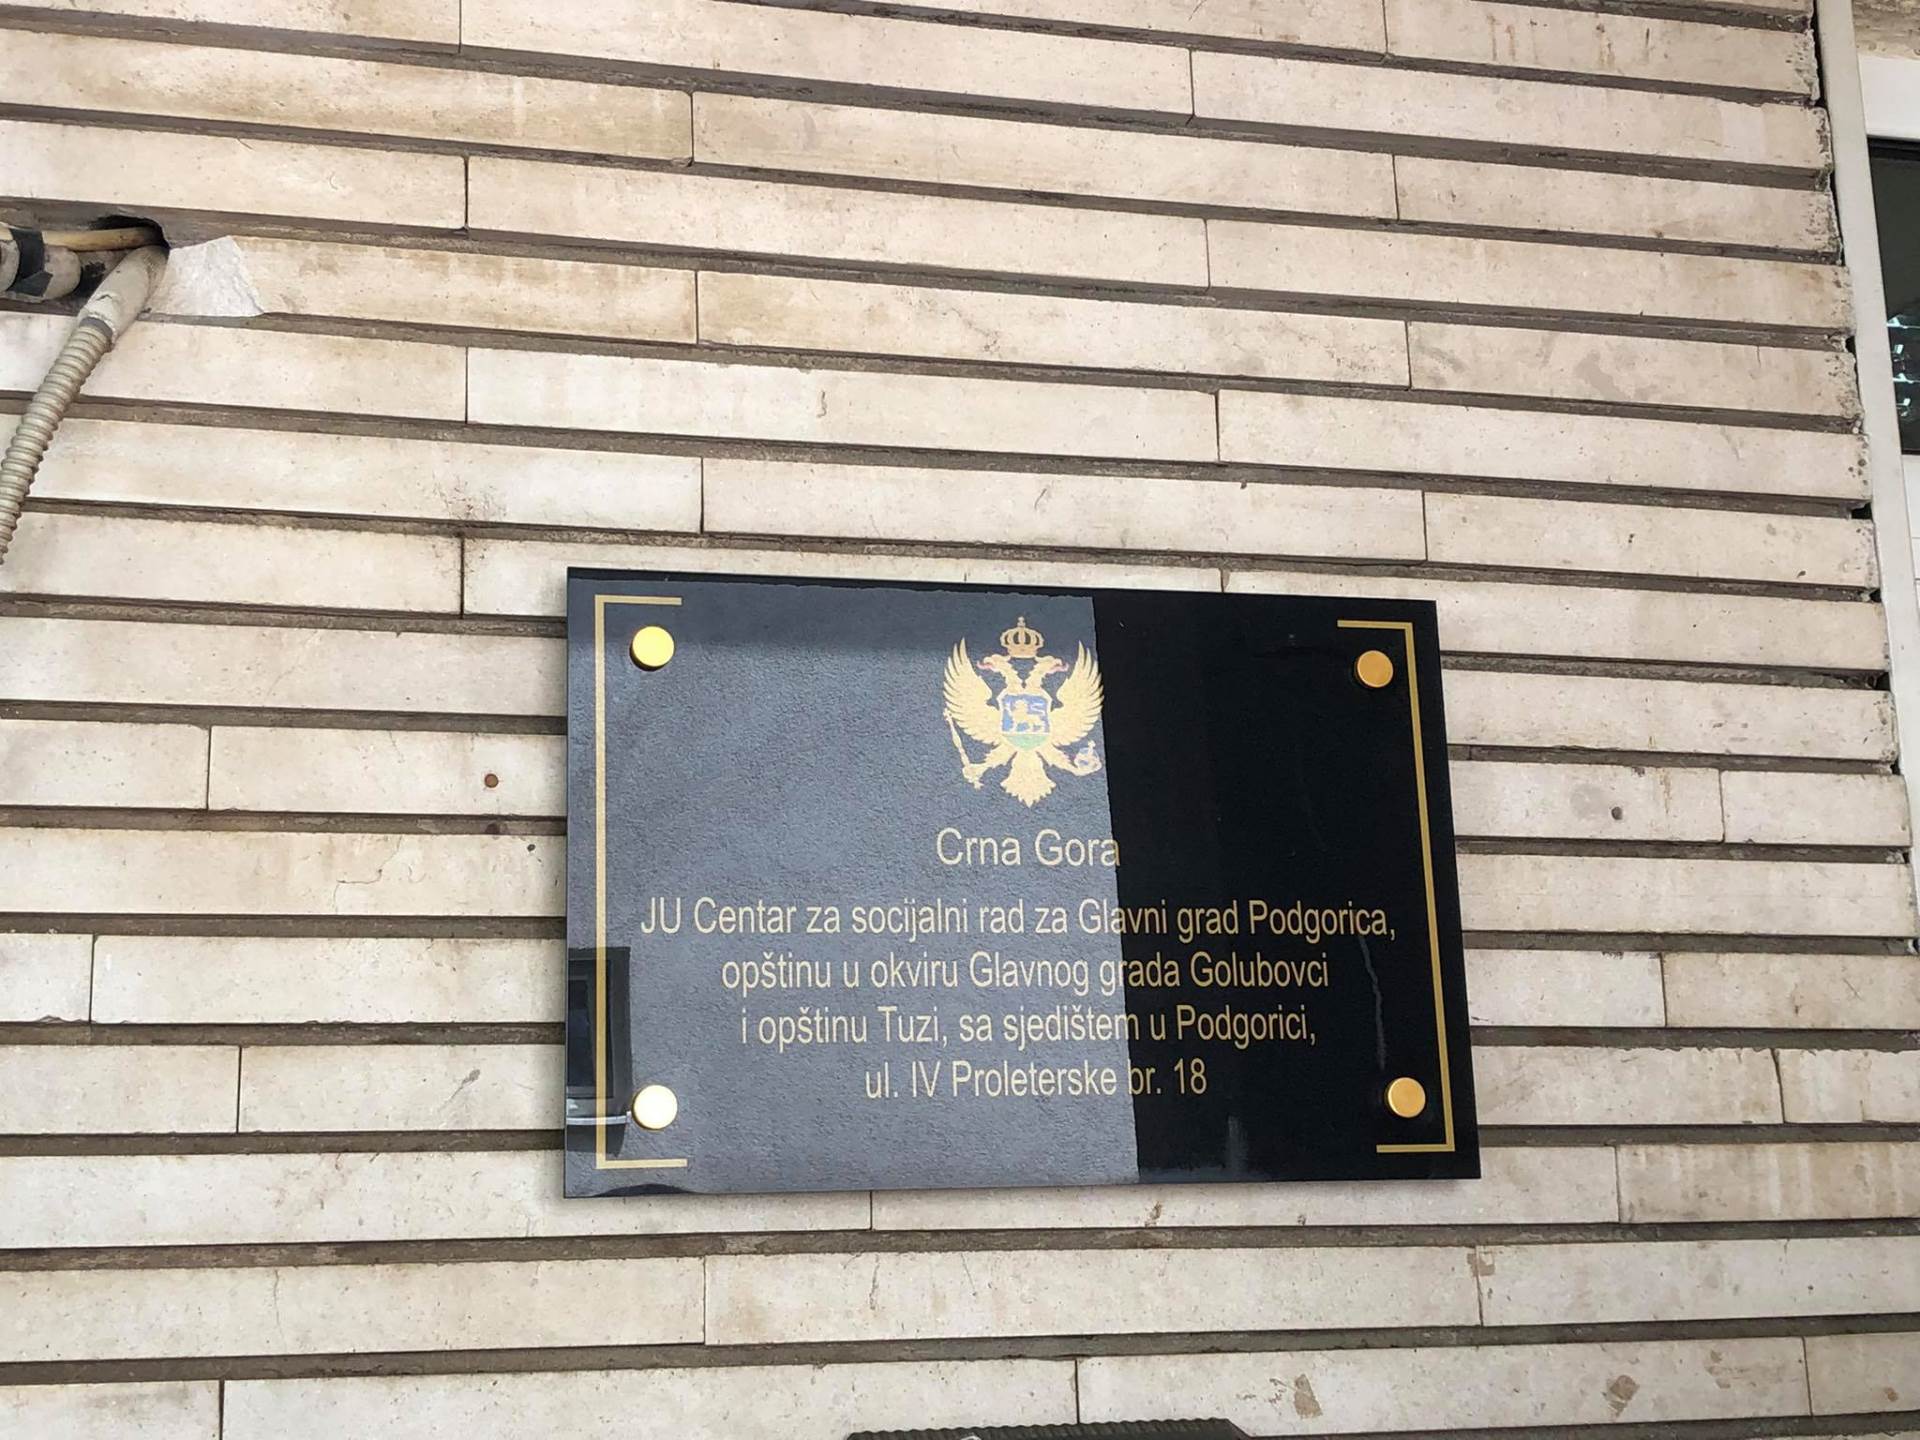 Crna Gora
JU Centar za socijalni rad za Glavni grad Podgorica,
opštinu u okviru Glavnog grada Golubovci
i opštinu Tuzi, sa sjedištem u Podgorici,
ul. IV Proleterske br. 18